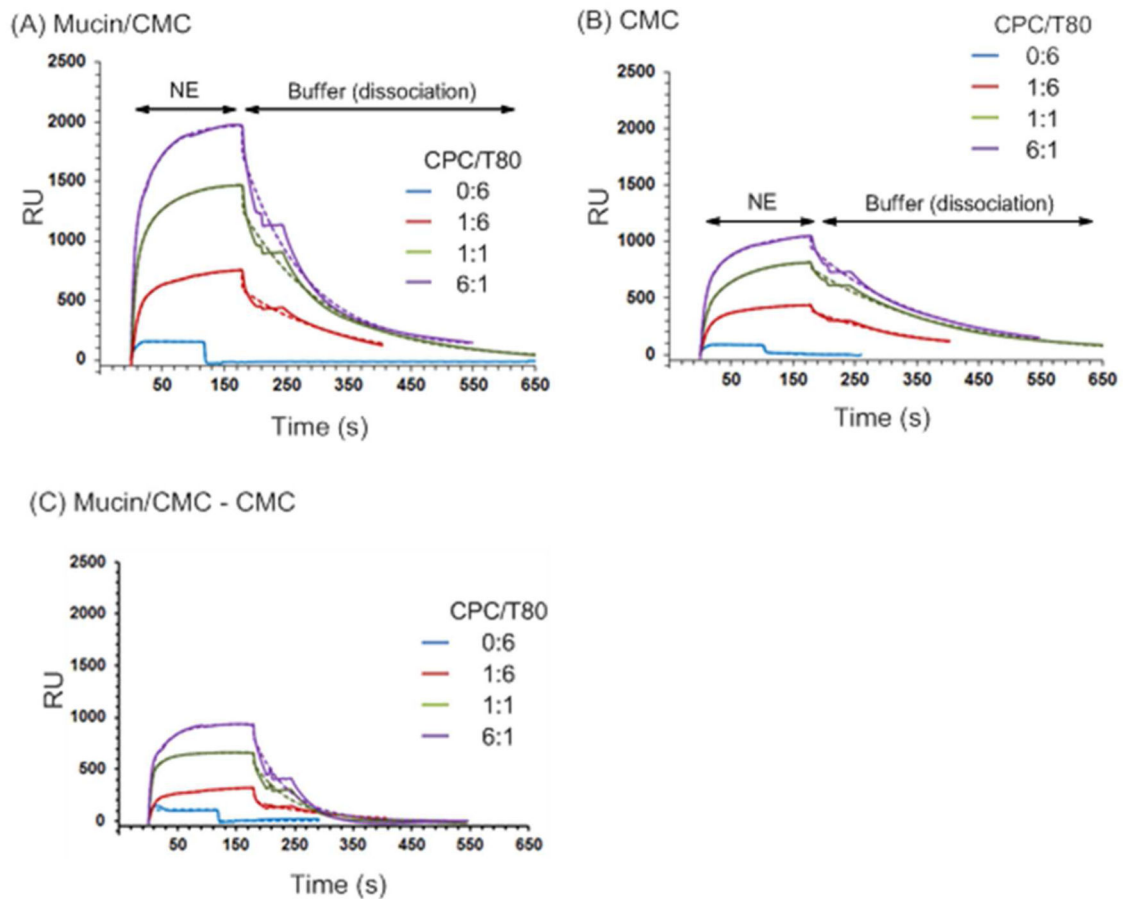 (A) Mucin/CMC
2500
2000
1500
1000
500
0
RU
NE
Buffer (dissociation)
CPC/T80
0:6
1:6
1:1
6:1
50 150 250 350 450 550 650
Time (s)
(B) CMC
CPC/T80
0:6
1:6
1:1
6:1
2500
2000
1500
1000
500
0
RU
NE
Buffer (dissociation)
50 150 250 350 450 550 650
Time (s)
(C) Mucin/CMC - CMC
2500
2000
1500
1000
500
0
RU
CPC/T80
0:6
1:6
1:1
6:1
50 150 250 350 450 550 650
Time (s)